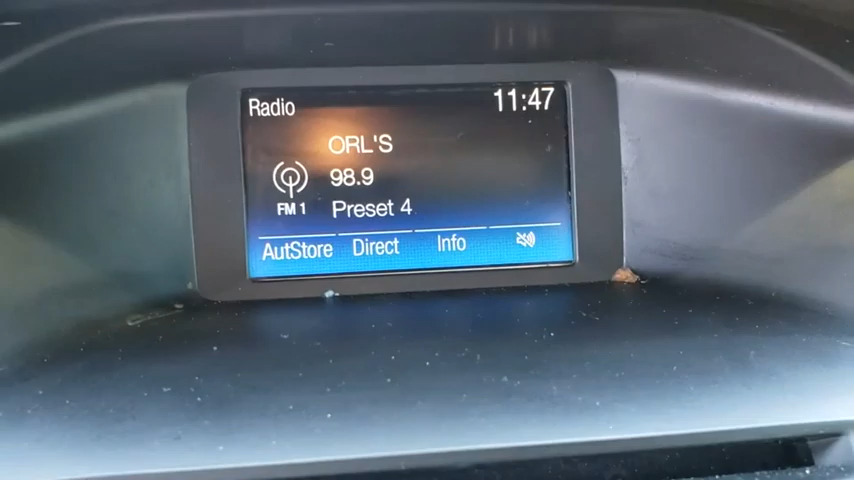 Radio 11:47
ORL'S
98.9
FM 1 Preset 4
AutStore Direct Info